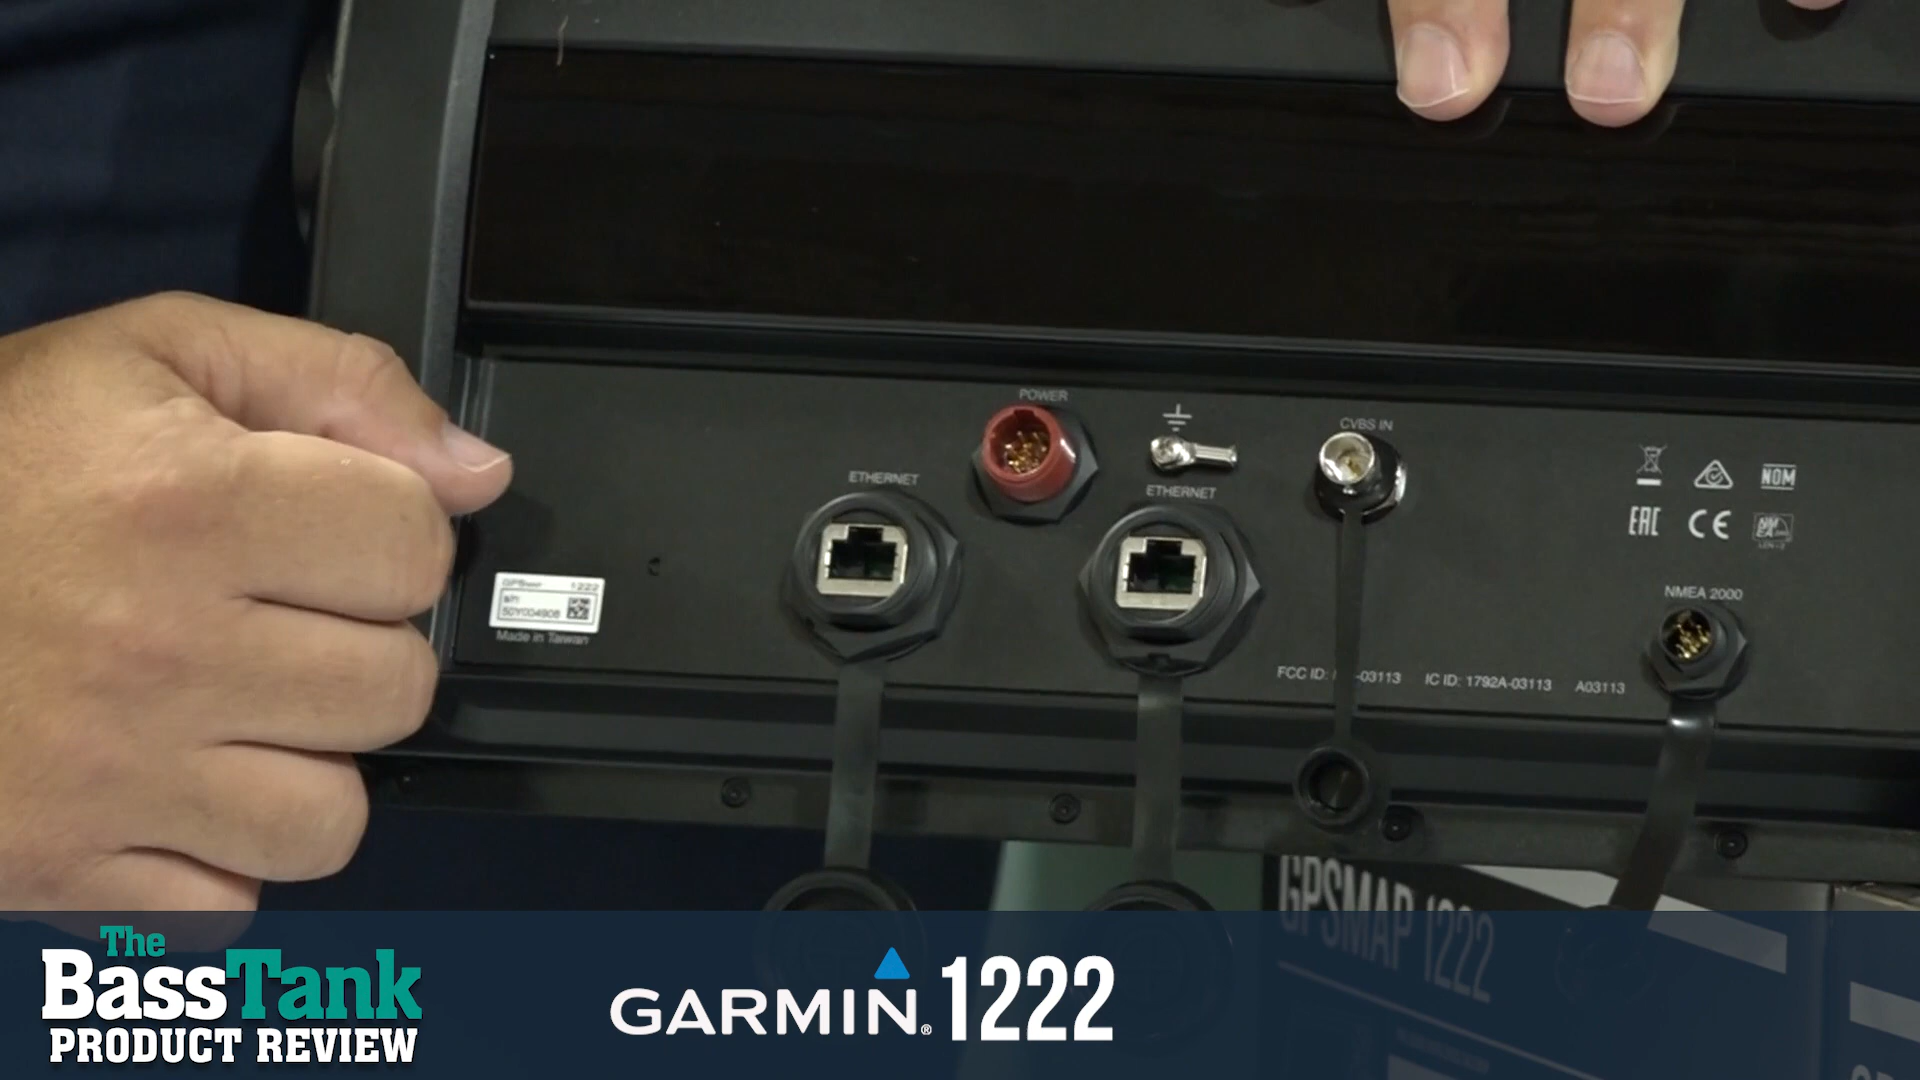 POWER
CVBS IN
ETHERNET
ETHERNET
NOM
EAC
CE
NMEA 2000
1222
s/n:
Made in Taiwan
FCC ID: -03113
IC ID: 1792A-03113
A03113
GPSMAP 1222
The
BassTank
PRODUCT REVIEW
GARMIN® 1222